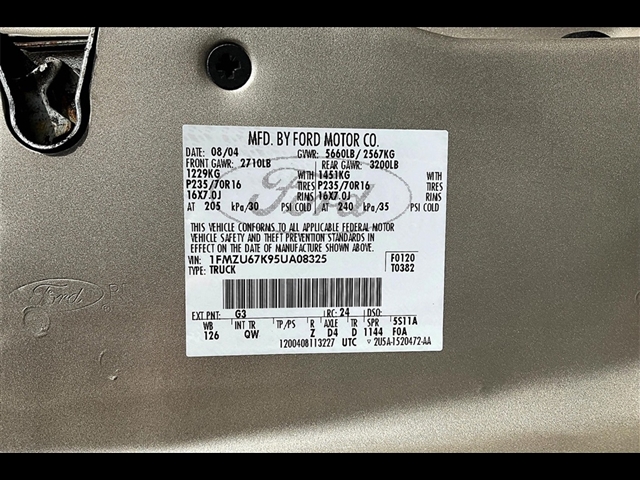 MFD. BY FORD MOTOR CO.
DATE: 08/04 GVWR: 5660LB/ 2567KG
FRONT GAWR: 2710LB REAR GAWR: 3200LB
1229KG WITH 1451KG WITH
P235/70R16 TIRES P235/70R16 TIRES
16X7.0J RIMS 16X7.0J RIMS
AT 205 kPa/30 PSI COLD AT 240 kPa/35 PSI COLD
Ford
THIS VEHICLE CONFORMS TO ALL APPLICABLE FEDERAL MOTOR
VEHICLE SAFETY AND THEFT PREVENTION STANDARDS IN
EFFECT ON THE DATE OF MANUFACTURE SHOWN ABOVE.
VIN: 1FMZU67K95UA08325 F0120
TYPE: TRUCK T0382
EXT PNT: G3 RC: 24 DSO:
WB INT TR TP/PS R AXLE TR SPR 5S11A
126 QW Z D4 D 1144 F0A
1200408113227 UTC 2U5A-1520472-AA
Ford